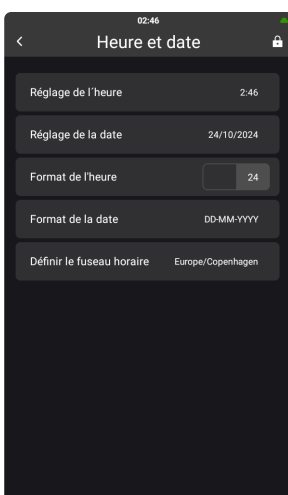 02:46
Heure et date
Réglage de l´heure 2:46
Réglage de la date 24/10/2024
Format de l'heure 24
Format de la date DD-MM-YYYY
Définir le fuseau horaire Europe/Copenhagen